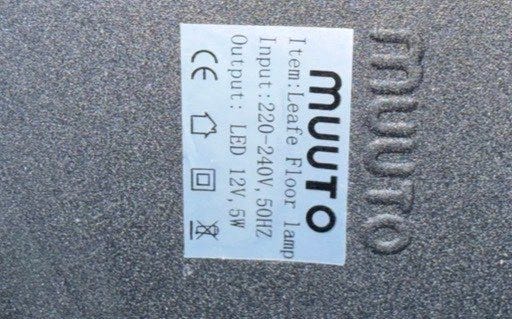 muuto
muuto
Item:Leafe Floor lamp
Input:220-240V,50HZ
Output: LED 12V,5W
CE